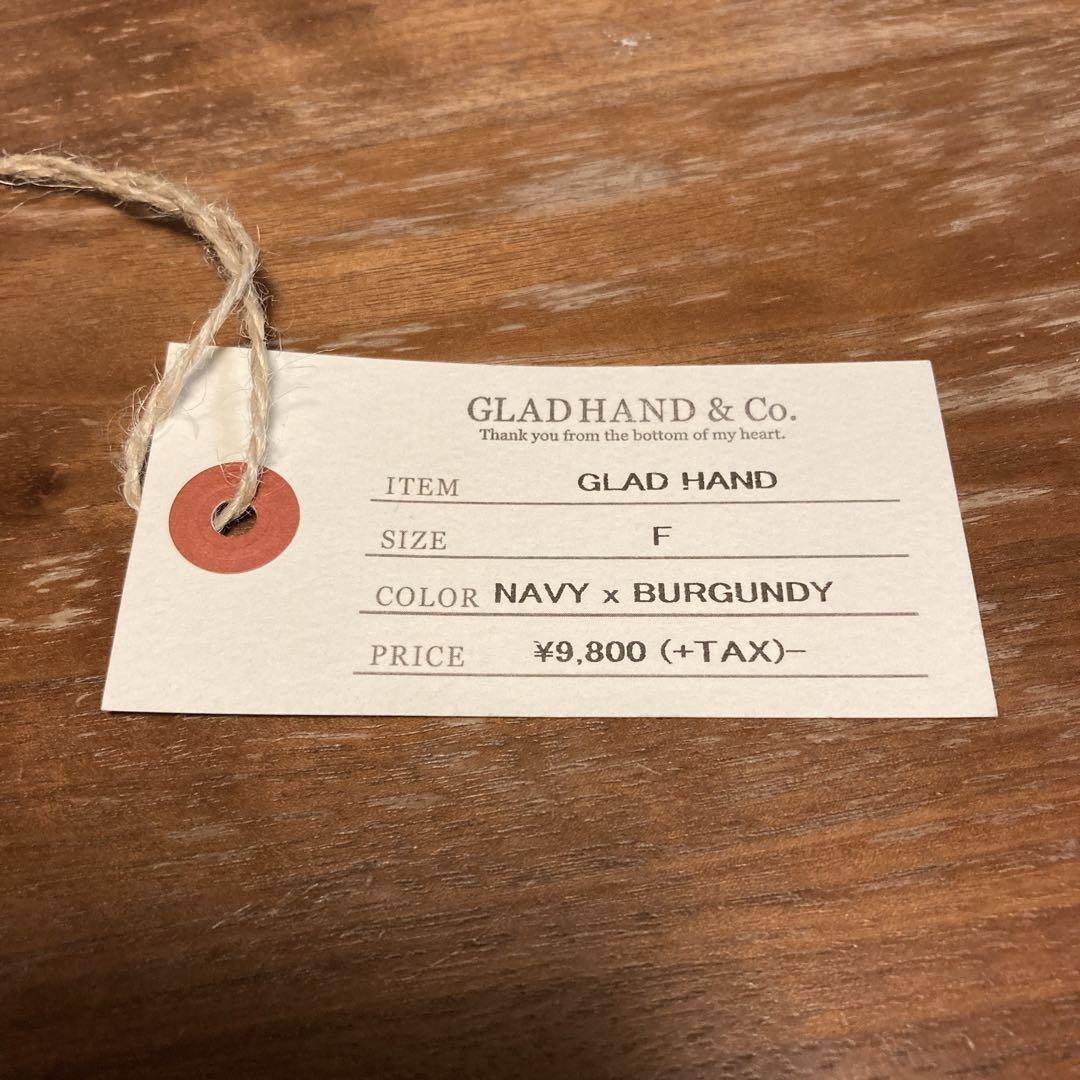 GLADHAND & Co.
Thank you from the bottom of my heart.
ITEM GLAD HAND
SIZE F
COLOR NAVY x BURGUNDY
PRICE ¥9,800 (+TAX)−